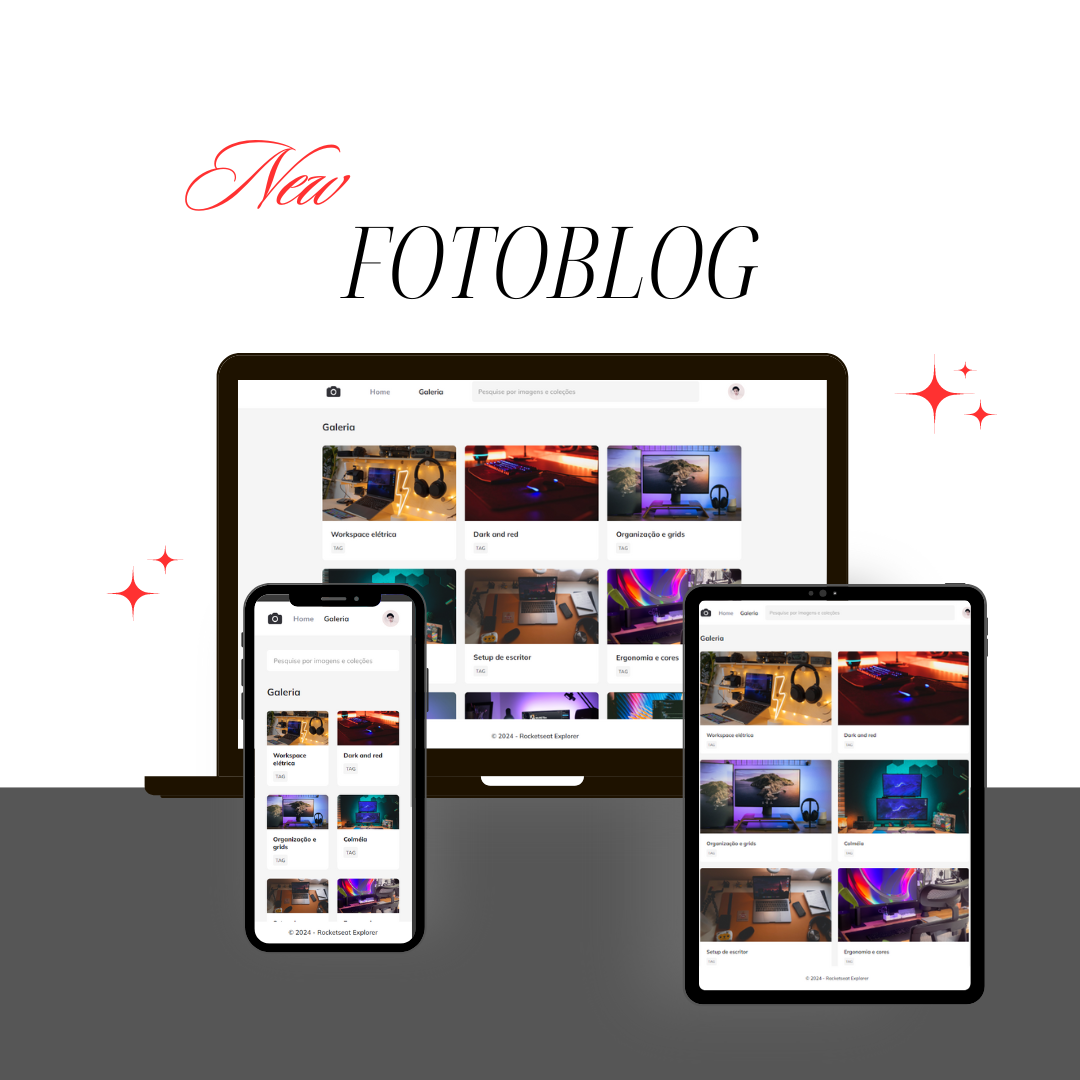 New
FOTOBLOG
Home Galeria Pesquise por imagens e coleções
Galeria
Workspace elétrica
TAG
Dark and red
TAG
Organização e grids
TAG
Setup de escritor
TAG
Ergonomia e cores
TAG
© 2024 - Rocketseat Explorer
Home Galeria
Pesquise por imagens e coleções
Galeria
Workspace
elétrica
TAG
Dark and red
TAG
Organização e
grids
TAG
Colméia
TAG
© 2024 - Rocketseat Explorer
Home Galeria Pesquise por imagens e coleções
Galeria
Workspace elétrica
TAG
Dark and red
TAG
Organização e grids
TAG
Colméia
TAG
Setup de escritor
TAG
Ergonomia e cores
TAG
© 2024 - Rocketseat Explorer